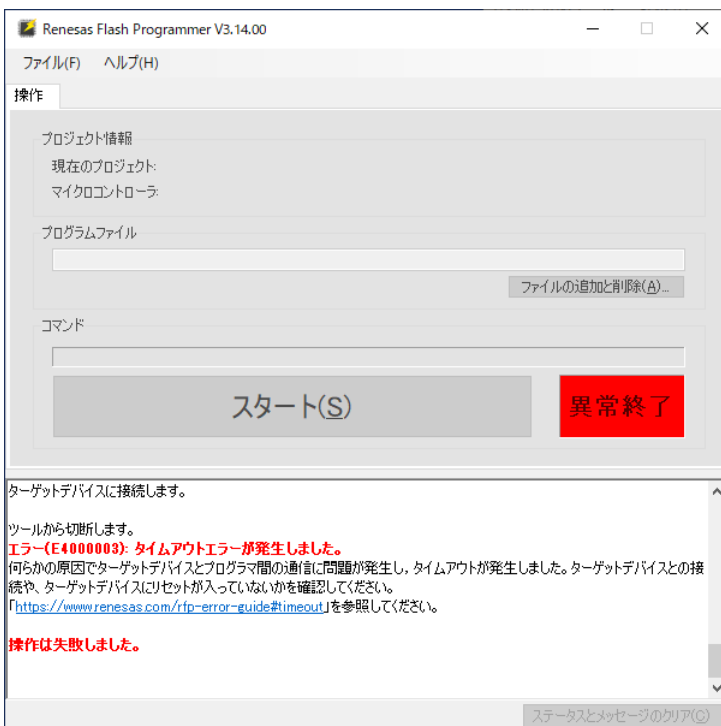 Renesas Flash Programmer V3.14.00
ファイル(F) ヘルプ(H)
操作
プロジェクト情報
現在のプロジェクト:
マイクロコントローラ:
プログラムファイル
ファイルの追加と削除(A)...
コマンド
スタート(S)
異常終了
ターゲットデバイスに接続します。
ツールから切断します。
エラー(E4000003): タイムアウトエラーが発生しました。
何らかの原因でターゲットデバイスとプログラマ間の通信に問題が発生し, タイムアウトが発生しました。ターゲットデバイスとの接
続や、ターゲットデバイスにリセットが入っていないかを確認してください。
「https://www.renesas.com/rfp-error-guide#timeout」を参照してください。
操作は失敗しました。
ステータスとメッセージのクリア(C)